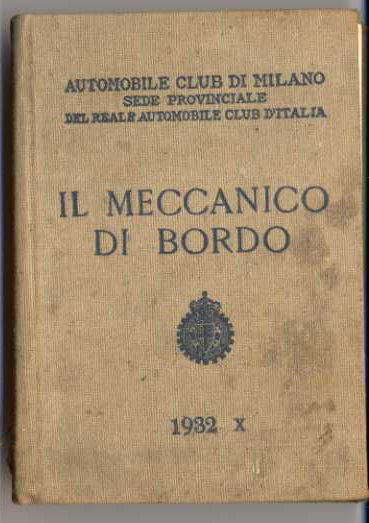 AUTOMOBILE CLUB DI MILANO
SEDE PROVINCIALE
DEL REALE AUTOMOBILE CLUB D'ITALIA
IL MECCANICO
DI BORDO
1932 X